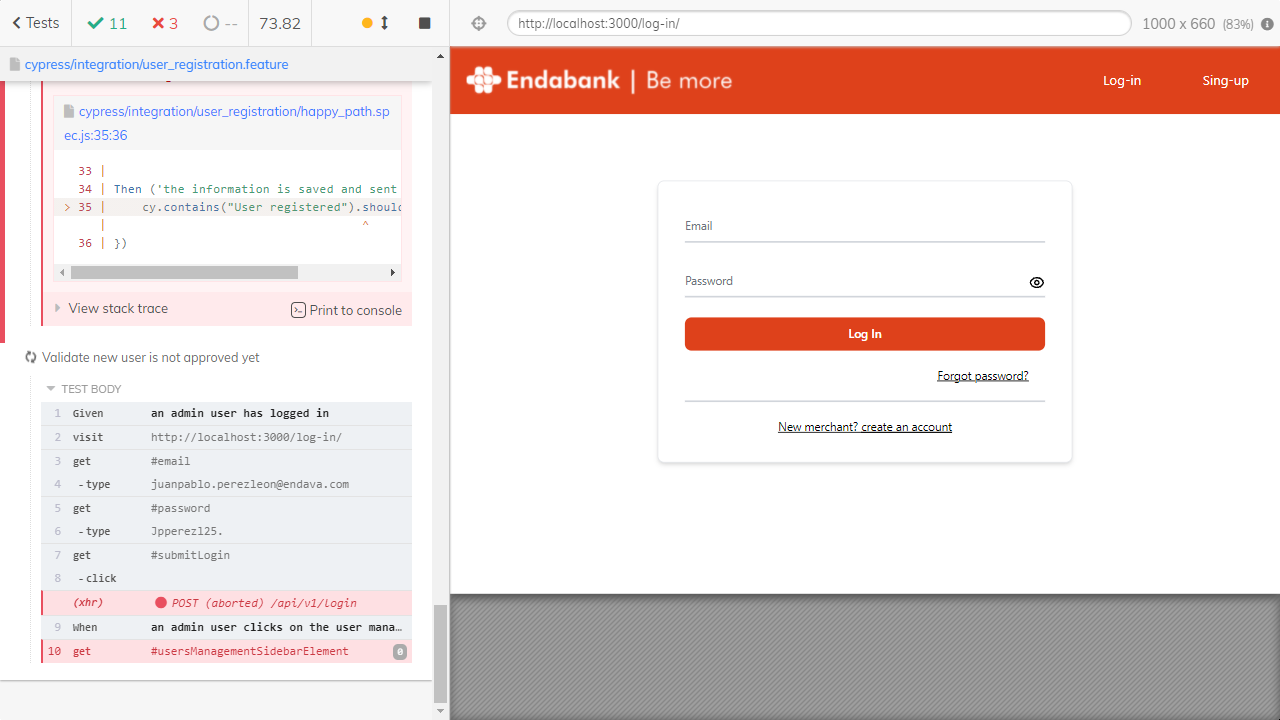 Tests
11
3
--
73.82
cypress/integration/user_registration.feature
cypress/integration/user_registration/happy_path.sp
ec.js:35:36
33 |
34 | Then ('the information is saved and sent
> 35 |     cy.contains("User registered").should
|                                    ^
36 | })
View stack trace
Print to console
Validate new user is not approved yet
TEST BODY
1 Given an admin user has logged in
2 visit http://localhost:3000/log-in/
3 get #email
4 -type juanpablo.perezleon@endava.com
5 get #password
6 -type Jpperezl25.
7 get #submitLogin
8 -click
(xhr) POST (aborted) /api/v1/login
9 When an admin user clicks on the user mana…
10 get #usersManagementSidebarElement 0
http://localhost:3000/log-in/
1000 x 660 (83%)
Endabank | Be more
Log-in
Sing-up
Email
Password
Log In
Forgot password?
New merchant? create an account